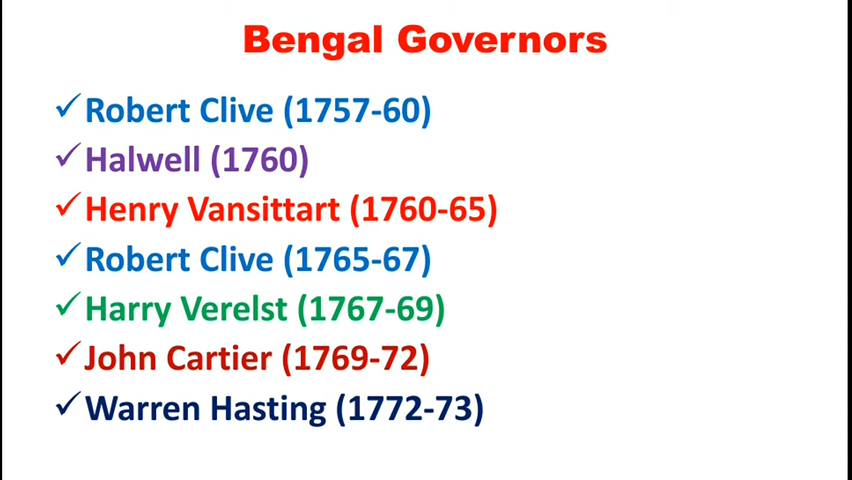 Bengal Governors
✓Robert Clive (1757-60)
✓Halwell (1760)
✓Henry Vansittart (1760-65)
✓Robert Clive (1765-67)
✓Harry Verelst (1767-69)
✓John Cartier (1769-72)
✓Warren Hasting (1772-73)